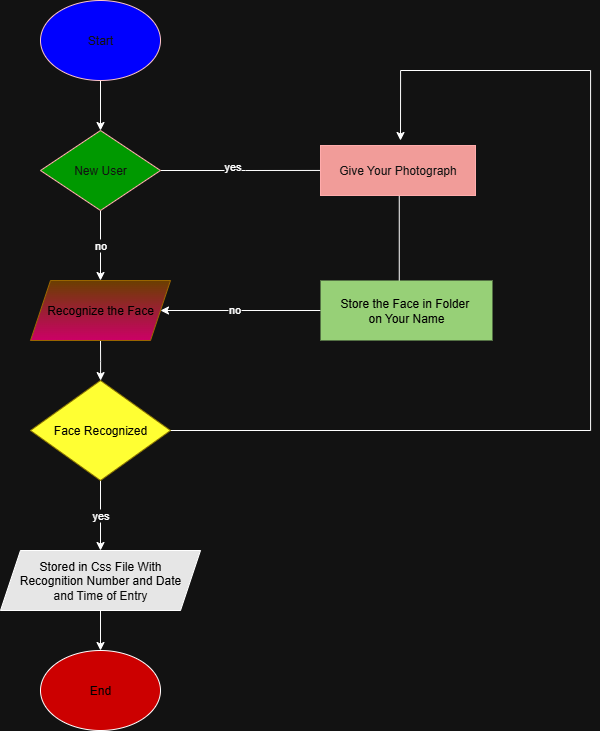 Start
New User
yes
Give Your Photograph
no
Recognize the Face
no
Store the Face in Folder
on Your Name
Face Recognized
yes
Stored in Css File With
Recognition Number and Date
and Time of Entry
End